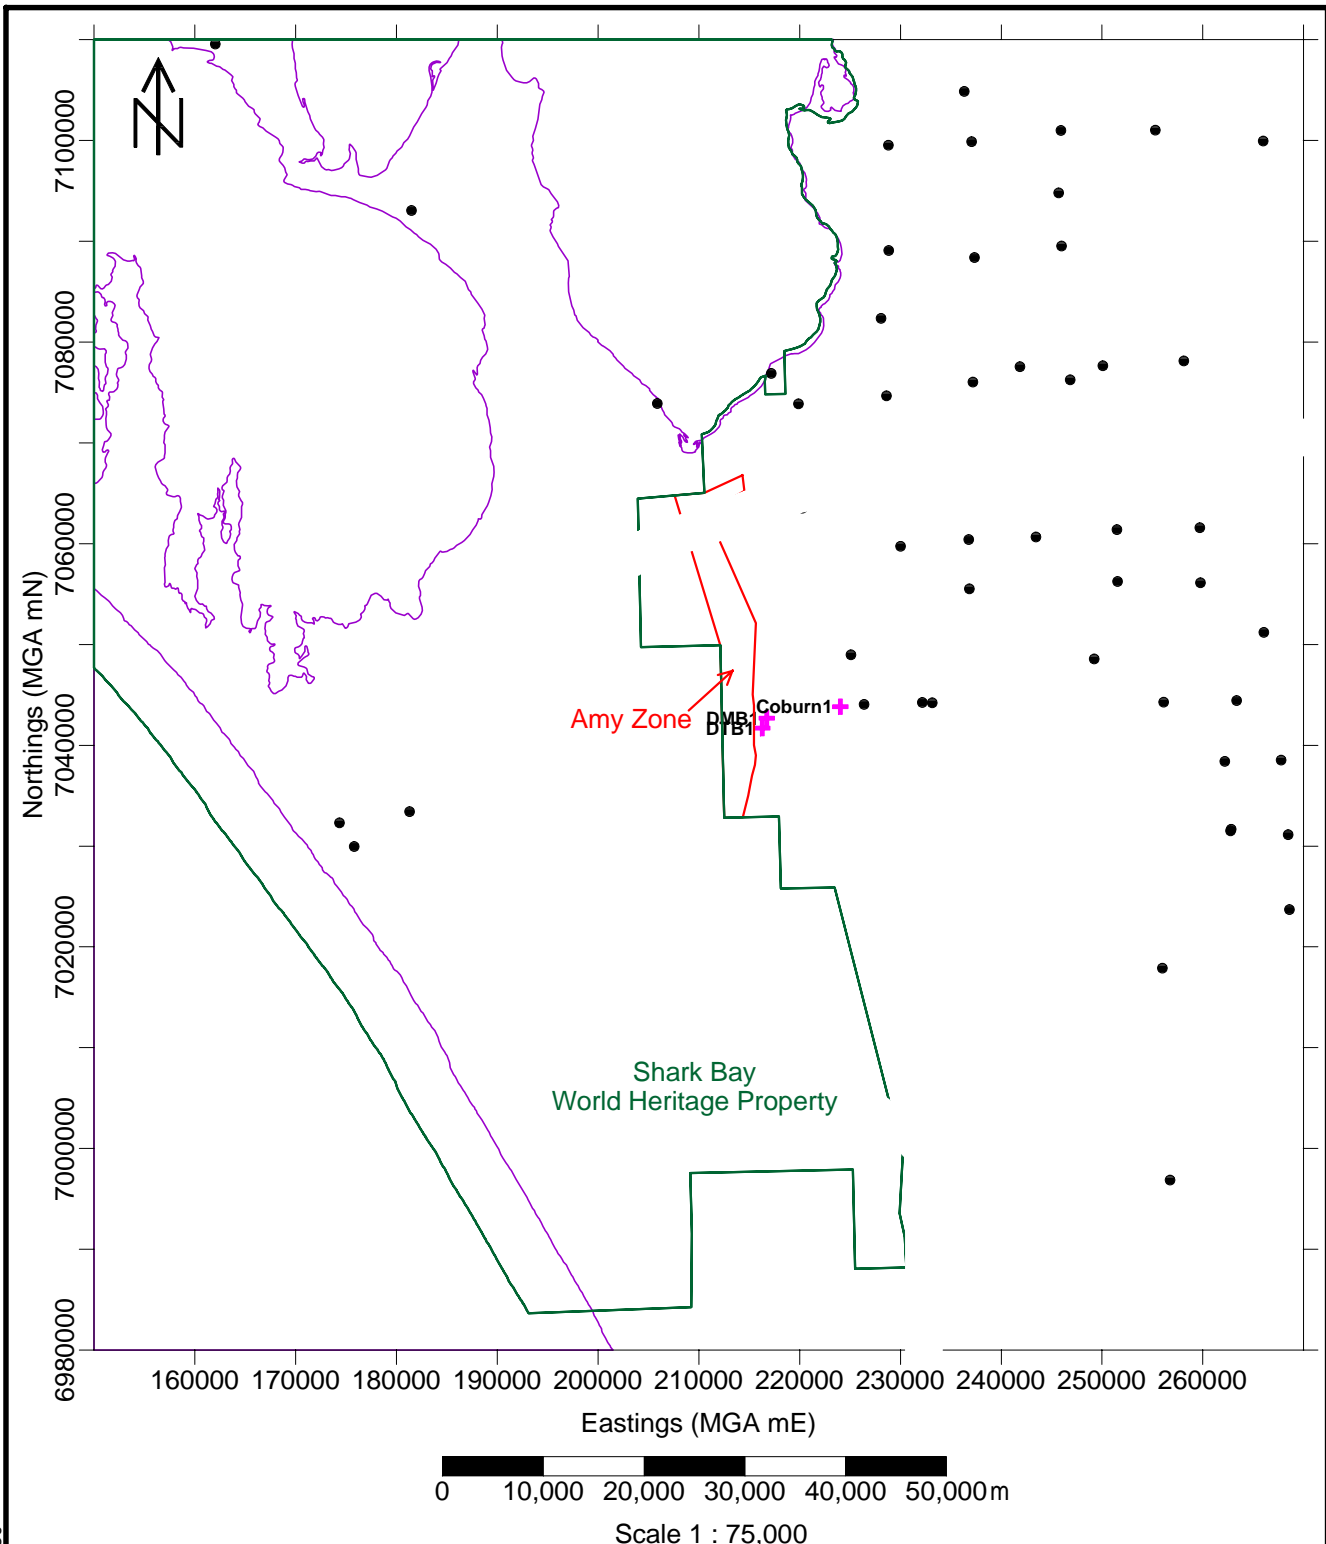 N
7100000
7080000
7060000
7040000
7020000
7000000
6980000
Northings (MGA mN)
Coburn1
DMB1
DTB1
Amy Zone
Shark Bay
World Heritage Property
160000 170000 180000 190000 200000 210000 220000 230000 240000 250000 260000
Eastings (MGA mE)
0 10,000 20,000 30,000 40,000 50,000 m
Scale 1 : 75,000